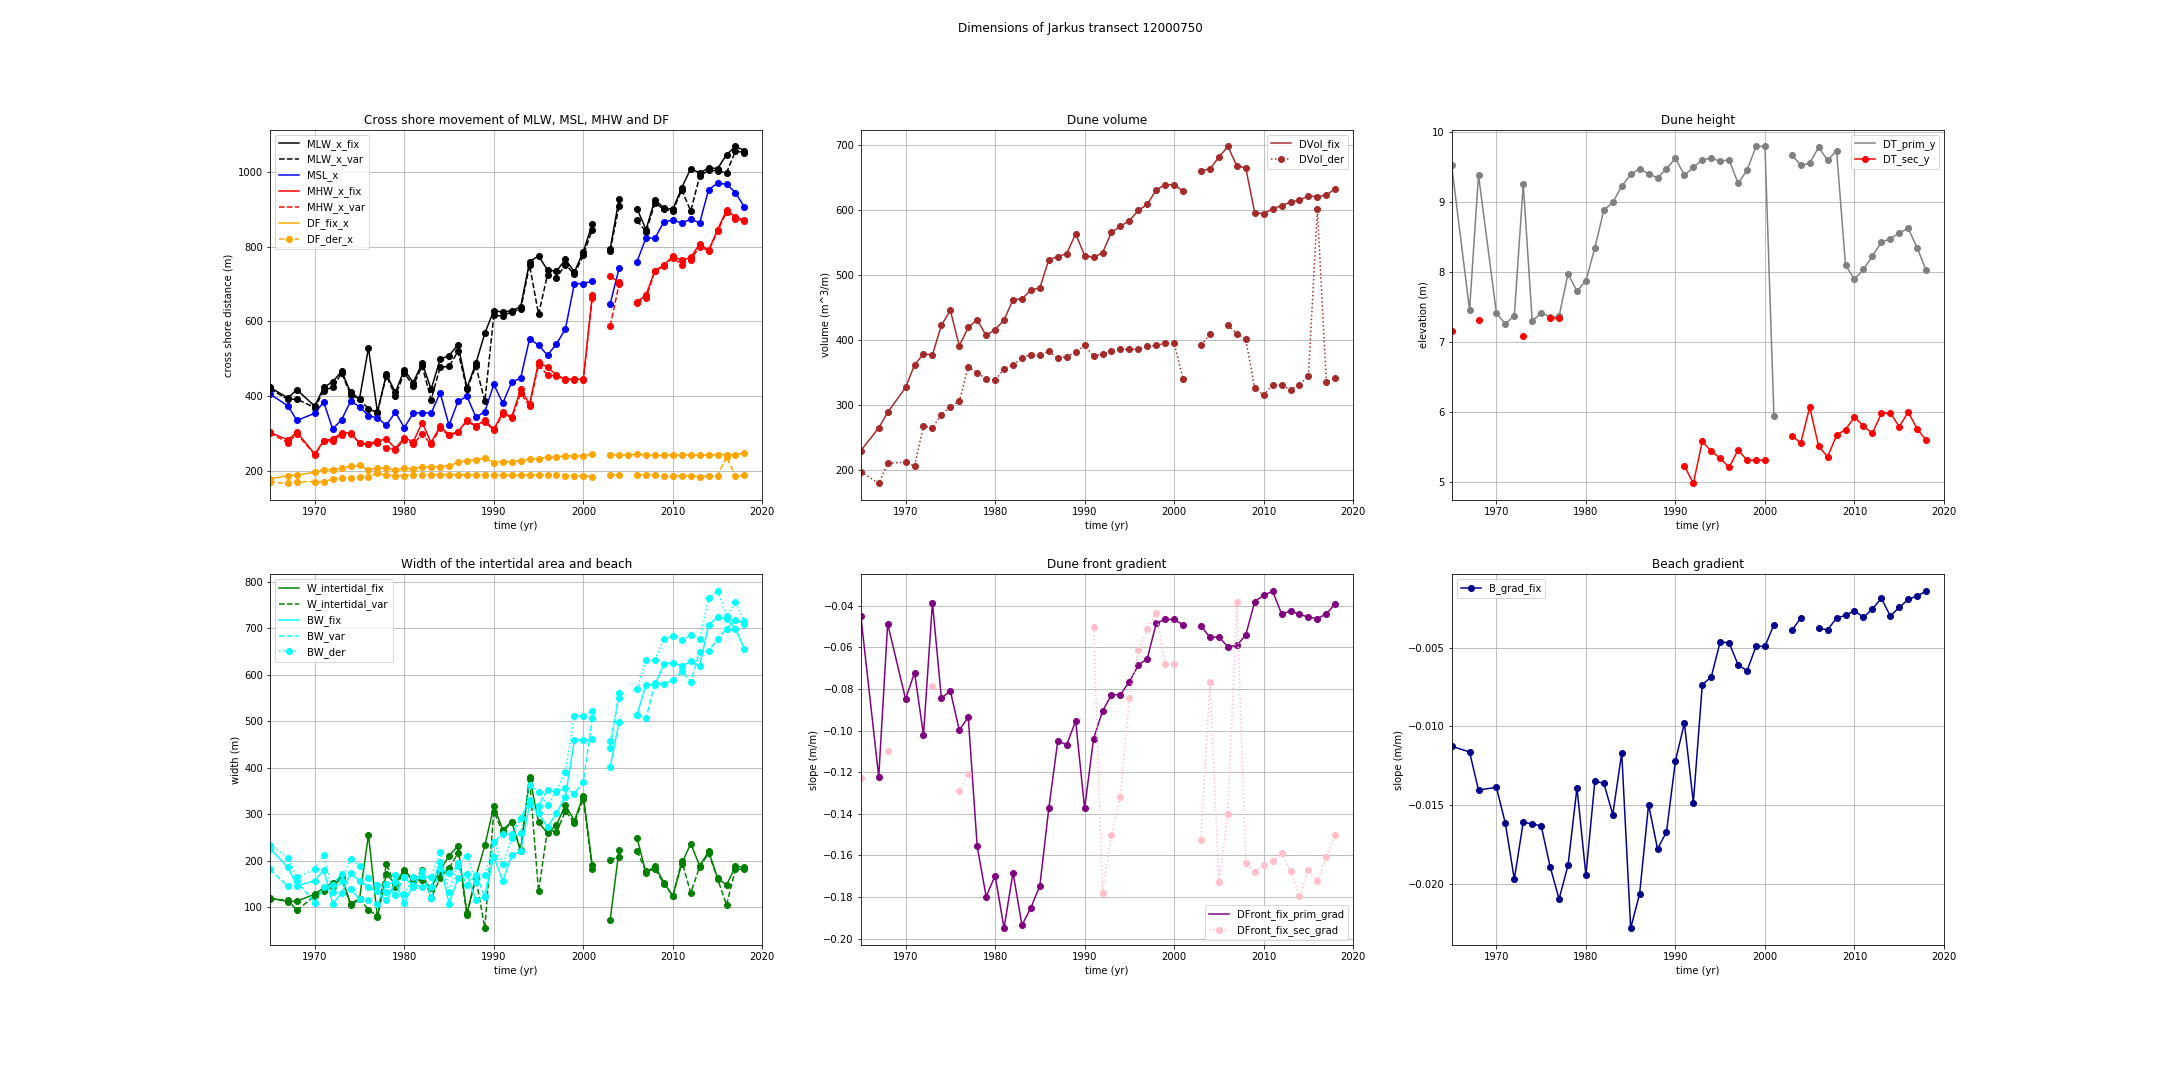 Dimensions of Jarkus transect 12000750
Cross shore movement of MLW, MSL, MHW and DF
cross shore distance (m)
1000
800
600
400
200
MLW_x_fix
MLW_x_var
MSL_x
MHW_x_fix
MHW_x_var
DF_fix_x
DF_der_x
1970 1980 1990 2000 2010 2020
time (yr)
Dune volume
volume (m^3/m)
700
600
500
400
300
200
DVol_fix
DVol_der
1970 1980 1990 2000 2010 2020
time (yr)
Dune height
elevation (m)
10
9
8
7
6
5
DT_prim_y
DT_sec_y
1970 1980 1990 2000 2010 2020
time (yr)
Width of the intertidal area and beach
width (m)
800
700
600
500
400
300
200
100
W_intertidal_fix
W_intertidal_var
BW_fix
BW_var
BW_der
1970 1980 1990 2000 2010 2020
time (yr)
Dune front gradient
slope (m/m)
−0.04
−0.06
−0.08
−0.10
−0.12
−0.14
−0.16
−0.18
−0.20
DFront_fix_prim_grad
DFront_fix_sec_grad
1970 1980 1990 2000 2010 2020
time (yr)
Beach gradient
slope (m/m)
−0.005
−0.010
−0.015
−0.020
B_grad_fix
1970 1980 1990 2000 2010 2020
time (yr)